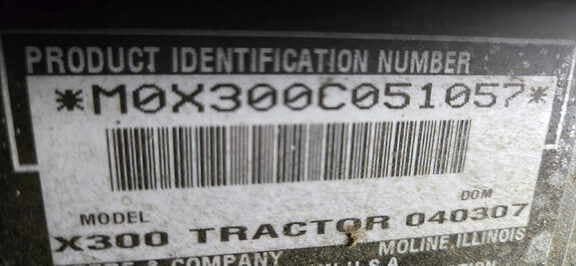 PRODUCT IDENTIFICATION NUMBER
*M0X300C051057*
MODEL
DOM
X300 TRACTOR 040307
& COMPANY
MOLINE ILLINOIS
U.S.A